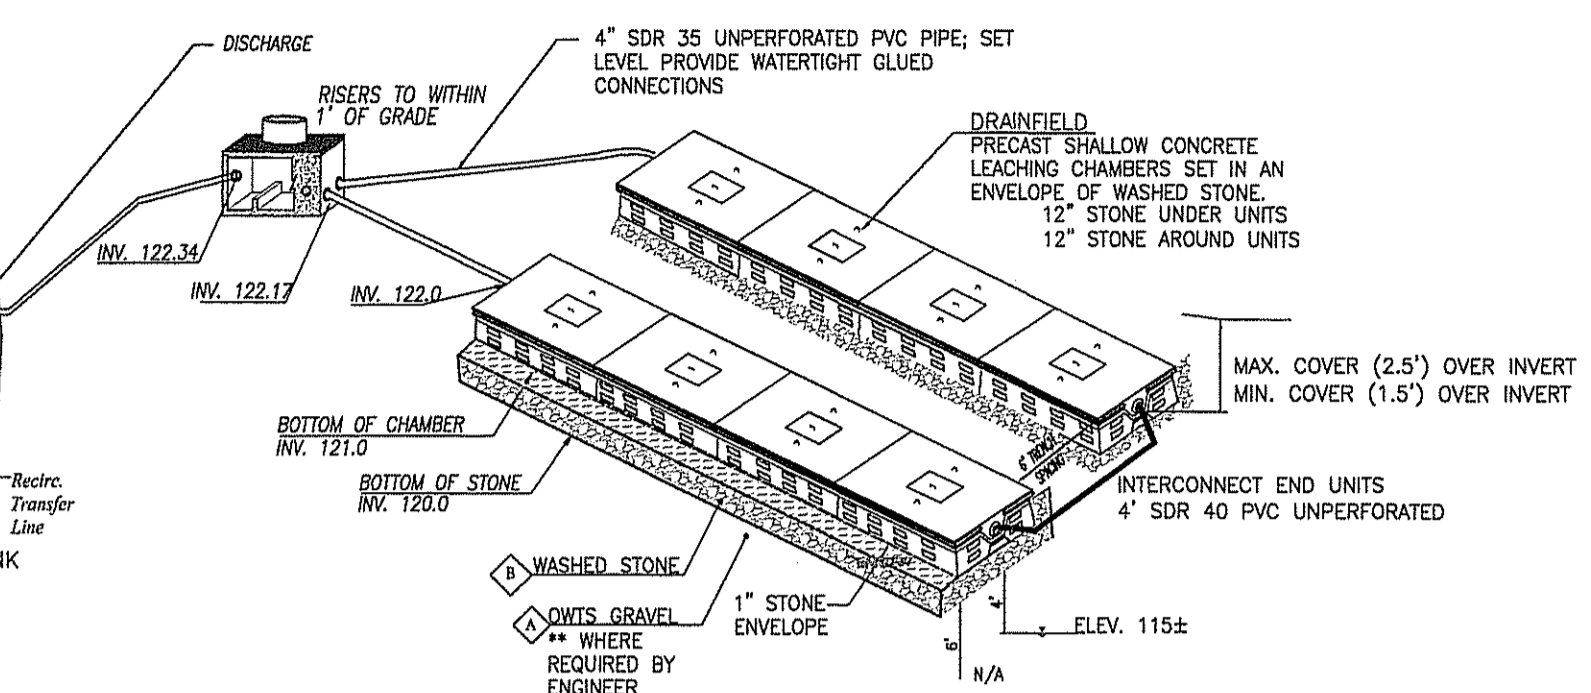 DISCHARGE
4" SDR 35 UNPERFORATED PVC PIPE; SET
LEVEL PROVIDE WATERTIGHT GLUED
CONNECTIONS
RISERS TO WITHIN
1' OF GRADE
DRAINFIELD
PRECAST SHALLOW CONCRETE
LEACHING CHAMBERS SET IN AN
ENVELOPE OF WASHED STONE.
12" STONE UNDER UNITS
12" STONE AROUND UNITS
INV. 122.34
INV. 122.17
INV. 122.0
MAX. COVER (2.5') OVER INVERT
MIN. COVER (1.5') OVER INVERT
BOTTOM OF CHAMBER
INV. 121.0
BOTTOM OF STONE
INV. 120.0
6' TRENCH
SPACING
INTERCONNECT END UNITS
4' SDR 40 PVC UNPERFORATED
Recirc.
Transfer
Line
NK
B WASHED STONE
A OWTS GRAVEL
** WHERE
REQUIRED BY
ENGINEER
1" STONE
ENVELOPE
4'
ELEV. 115±
6'
N/A